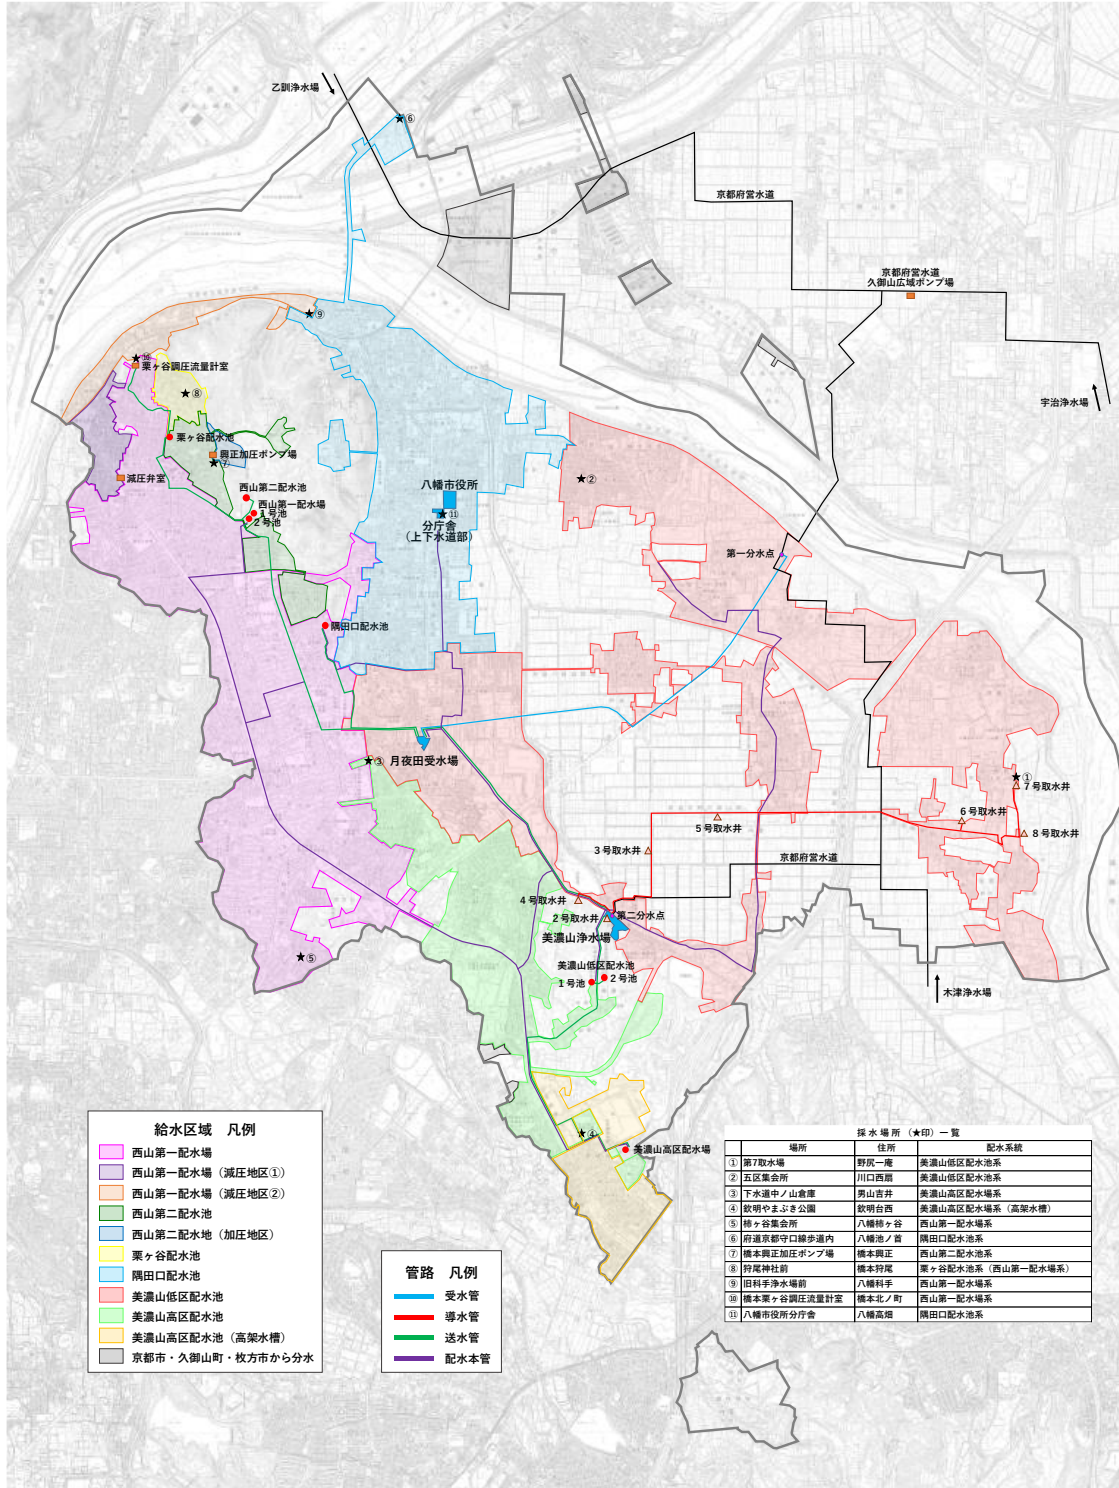 乙訓浄水場
⑥
京都府営水道
京都府営水道
久御山広域ポンプ場
宇治浄水場
⑨
⑩
栗ヶ谷調圧流量計室
⑧
栗ヶ谷配水池
興正加圧ポンプ場
⑦
減圧弁室
西山第二配水池
西山第一配水場
1号池
2号池
八幡市役所
⑪
分庁舎
(上下水道部)
②
第一分水点
隅田口配水池
③
月夜田受水場
①
7号取水井
6号取水井
8号取水井
5号取水井
3号取水井
京都府営水道
4号取水井
2号取水井
第二分水点
美濃山浄水場
⑤
美濃山低区配水池
1号池
2号池
木津浄水場
④
美濃山高区配水場
給水区域 凡例
西山第一配水場
西山第一配水場（減圧地区①）
西山第一配水場（減圧地区②）
西山第二配水池
西山第二配水地（加圧地区）
栗ヶ谷配水池
隅田口配水池
美濃山低区配水池
美濃山高区配水池
美濃山高区配水池（高架水槽）
京都市・久御山町・枚方市から分水
管路 凡例
受水管
導水管
送水管
配水本管
採水場所（★印）一覧
場所 住所 配水系統
① 第7取水場 野尻一庵 美濃山低区配水池系
② 五区集会所 川口西扇 美濃山低区配水池系
③ 下水道中ノ山倉庫 男山吉井 美濃山高区配水場系
④ 欽明やまぶき公園 欽明台西 美濃山高区配水場系（高架水槽）
⑤ 柿ヶ谷集会所 八幡柿ヶ谷 西山第一配水場系
⑥ 府道京都守口線歩道内 八幡池ノ首 隅田口配水池系
⑦ 橋本興正加圧ポンプ場 橋本興正 西山第二配水池系
⑧ 狩尾神社前 橋本狩尾 栗ヶ谷配水池系（西山第一配水場系）
⑨ 旧科手浄水場前 八幡科手 西山第一配水場系
⑩ 橋本栗ヶ谷調圧流量計室 橋本北ノ町 西山第一配水場系
⑪ 八幡市役所分庁舎 八幡高畑 隅田口配水池系